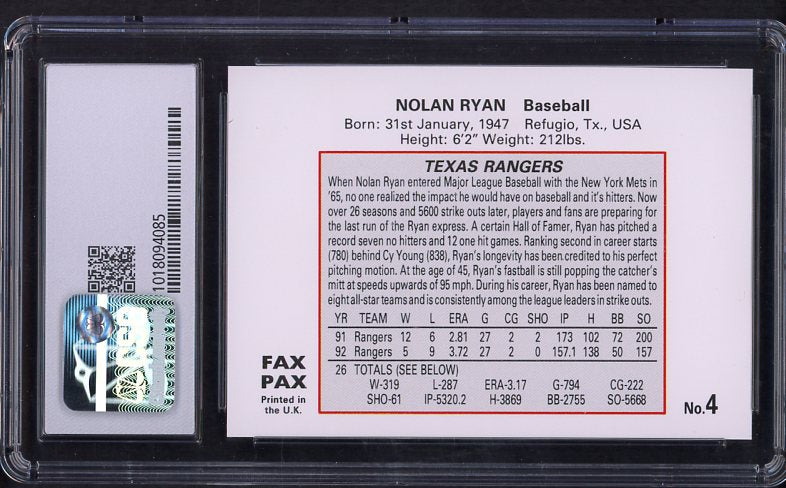 NOLAN RYAN Baseball
Born: 31st January, 1947 Refugio, Tx., USA
Height: 6'2” Weight: 212lbs.
TEXAS RANGERS
When Nolan Ryan entered Major League Baseball with the New York Mets in
'65, no one realized the impact he would have on baseball and it's hitters. Now
over 26 seasons and 5600 strike outs later, players and fans are preparing for
the last run of the Ryan express. A certain Hall of Famer, Ryan has pitched a
record seven no hitters and 12 one hit games. Ranking second in career starts
(780) behind Cy Young (838), Ryan's longevity has been credited to his perfect
pitching motion. At the age of 45, Ryan's fastball is still popping the catcher's
mitt at speeds upwards of 95 mph. During his career, Ryan has been named to
eight all-star teams and is consistently among the league leaders in strike outs.
YR TEAM W L ERA G CG SHO IP H BB SO
91 Rangers 12 6 2.81 27 2 2 173 102 72 200
92 Rangers 5 9 3.72 27 2 0 157.1 138 50 157
26 TOTALS (SEE BELOW)
W-319 L-287 ERA-3.17 G-794 CG-222
SHO-61 IP-5320.2 H-3869 BB-2755 SO-5668
FAX
PAX
Printed in
the U.K.
No.4
1018094085